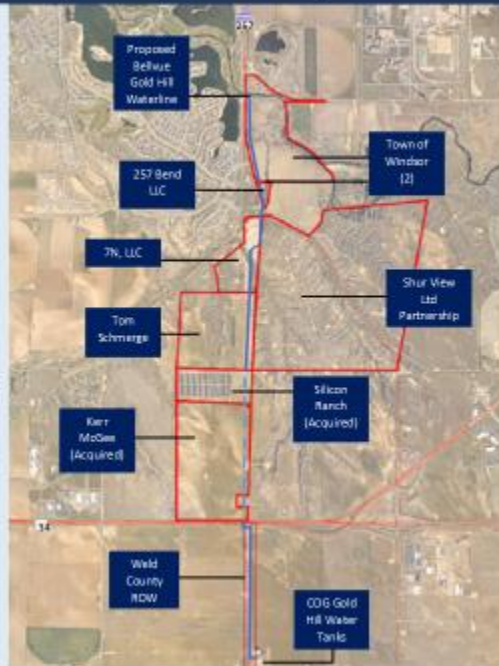 257
Proposed
Bellvue
Gold Hill
Waterline
Town of
Windsor
(2)
257 Bend
LLC
7N, LLC
Shur View
Ltd
Partnership
Tom
Schmerge
Silicon
Ranch
(Acquired)
Kerr
McGee
(Acquired)
34
Weld
County
ROW
COG Gold
Hill Water
Tanks